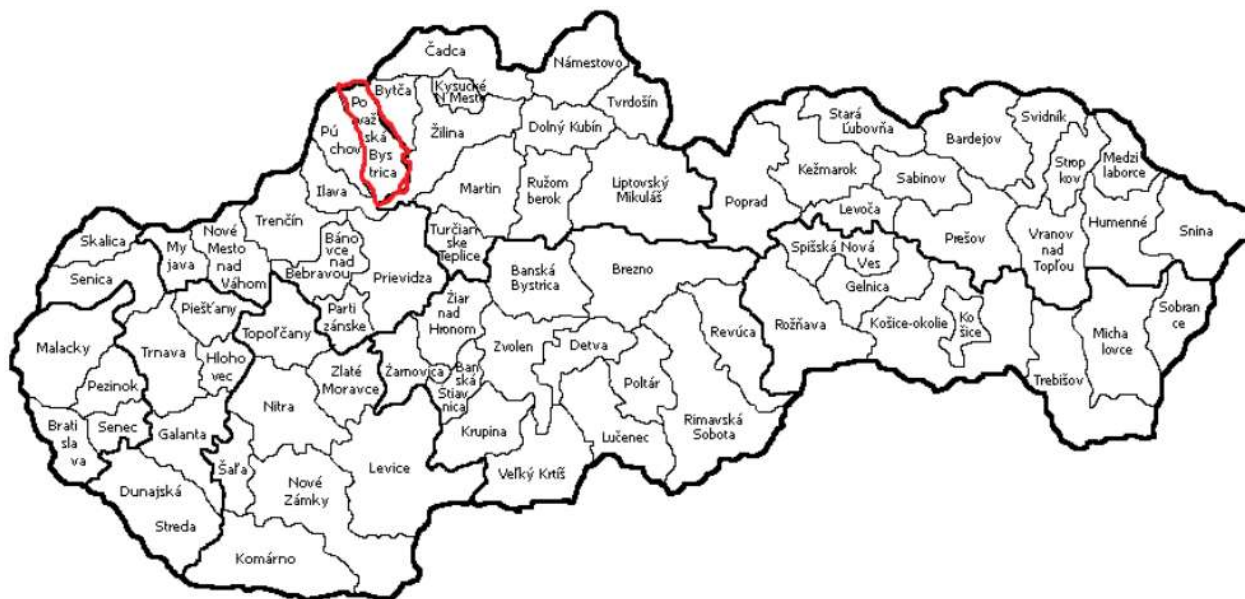 Čadca
Námestovo
Bytča
Kysucké
N Mesto
Tvrdošín
Po
važ
ská
Bys
trica
Pú
chov
Žilina
Dolný Kubín
Stará
Ľubovňa
Bardejov
Svidník
Strop
kov
Medzi
laborce
Kežmarok
Sabinov
Ilava
Martin
Ružom
berok
Liptovský
Mikuláš
Poprad
Levoča
Prešov
Vranov
nad
Topľou
Humenné
Snina
Trenčín
Skalica
My
java
Nové
Mesto
nad
Váhom
Báno
vce nad
Bebravou
Turčian
ske
Teplice
Prievidza
Banská
Bystrica
Brezno
Spišská Nová
Ves
Gelnica
Senica
Piešťany
Parti
zánske
Žiar
nad
Hronom
Rožňava
Košice-okolie
Ko
šice
Sobran
ce
Micha
lovce
Trebišov
Malacky
Trnava
Hloho
vec
Topoľčany
Zlaté
Moravce
Žarnovica
Ban
ská
Štiav
nica
Zvolen
Detva
Poltár
Revúca
Pezinok
Nitra
Krupina
Lučenec
Rimavská
Sobota
Brati
sla
va
Senec
Galanta
Šaľa
Nové
Zámky
Levice
Veľký Krtíš
Dunajská
Streda
Komárno